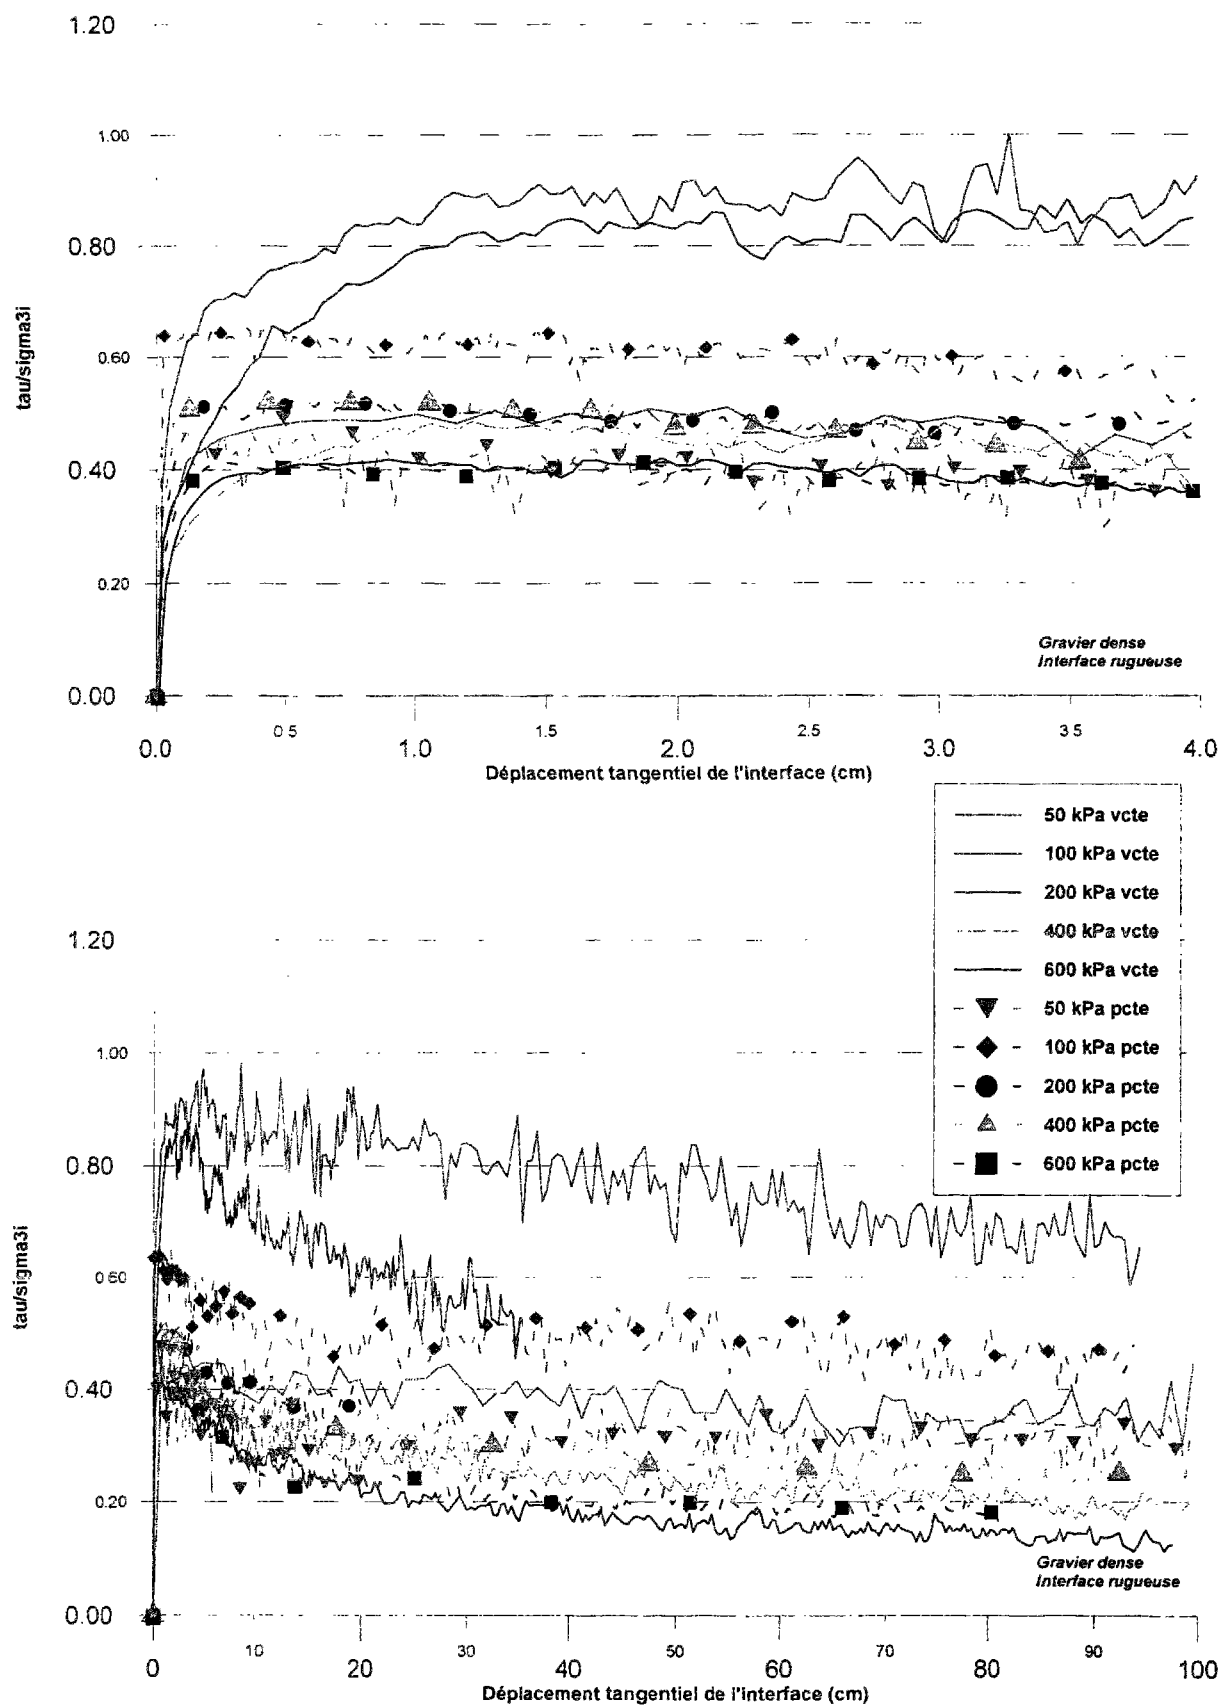 1.20
1.00
0.80
0.60
0.40
0.20
0.00
tau/sigma3i
Gravier dense
Interface rugueuse
0.0 0.5 1.0 1.5 2.0 2.5 3.0 3.5 4.0
Déplacement tangentiel de l'interface (cm)
50 kPa vcte
100 kPa vcte
200 kPa vcte
400 kPa vcte
600 kPa vcte
50 kPa pcte
100 kPa pcte
200 kPa pcte
400 kPa pcte
600 kPa pcte
1.20
1.00
0.80
0.60
0.40
0.20
0.00
tau/sigma3i
Gravier dense
Interface rugueuse
0 10 20 30 40 50 60 70 80 90 100
Déplacement tangentiel de l'interface (cm)